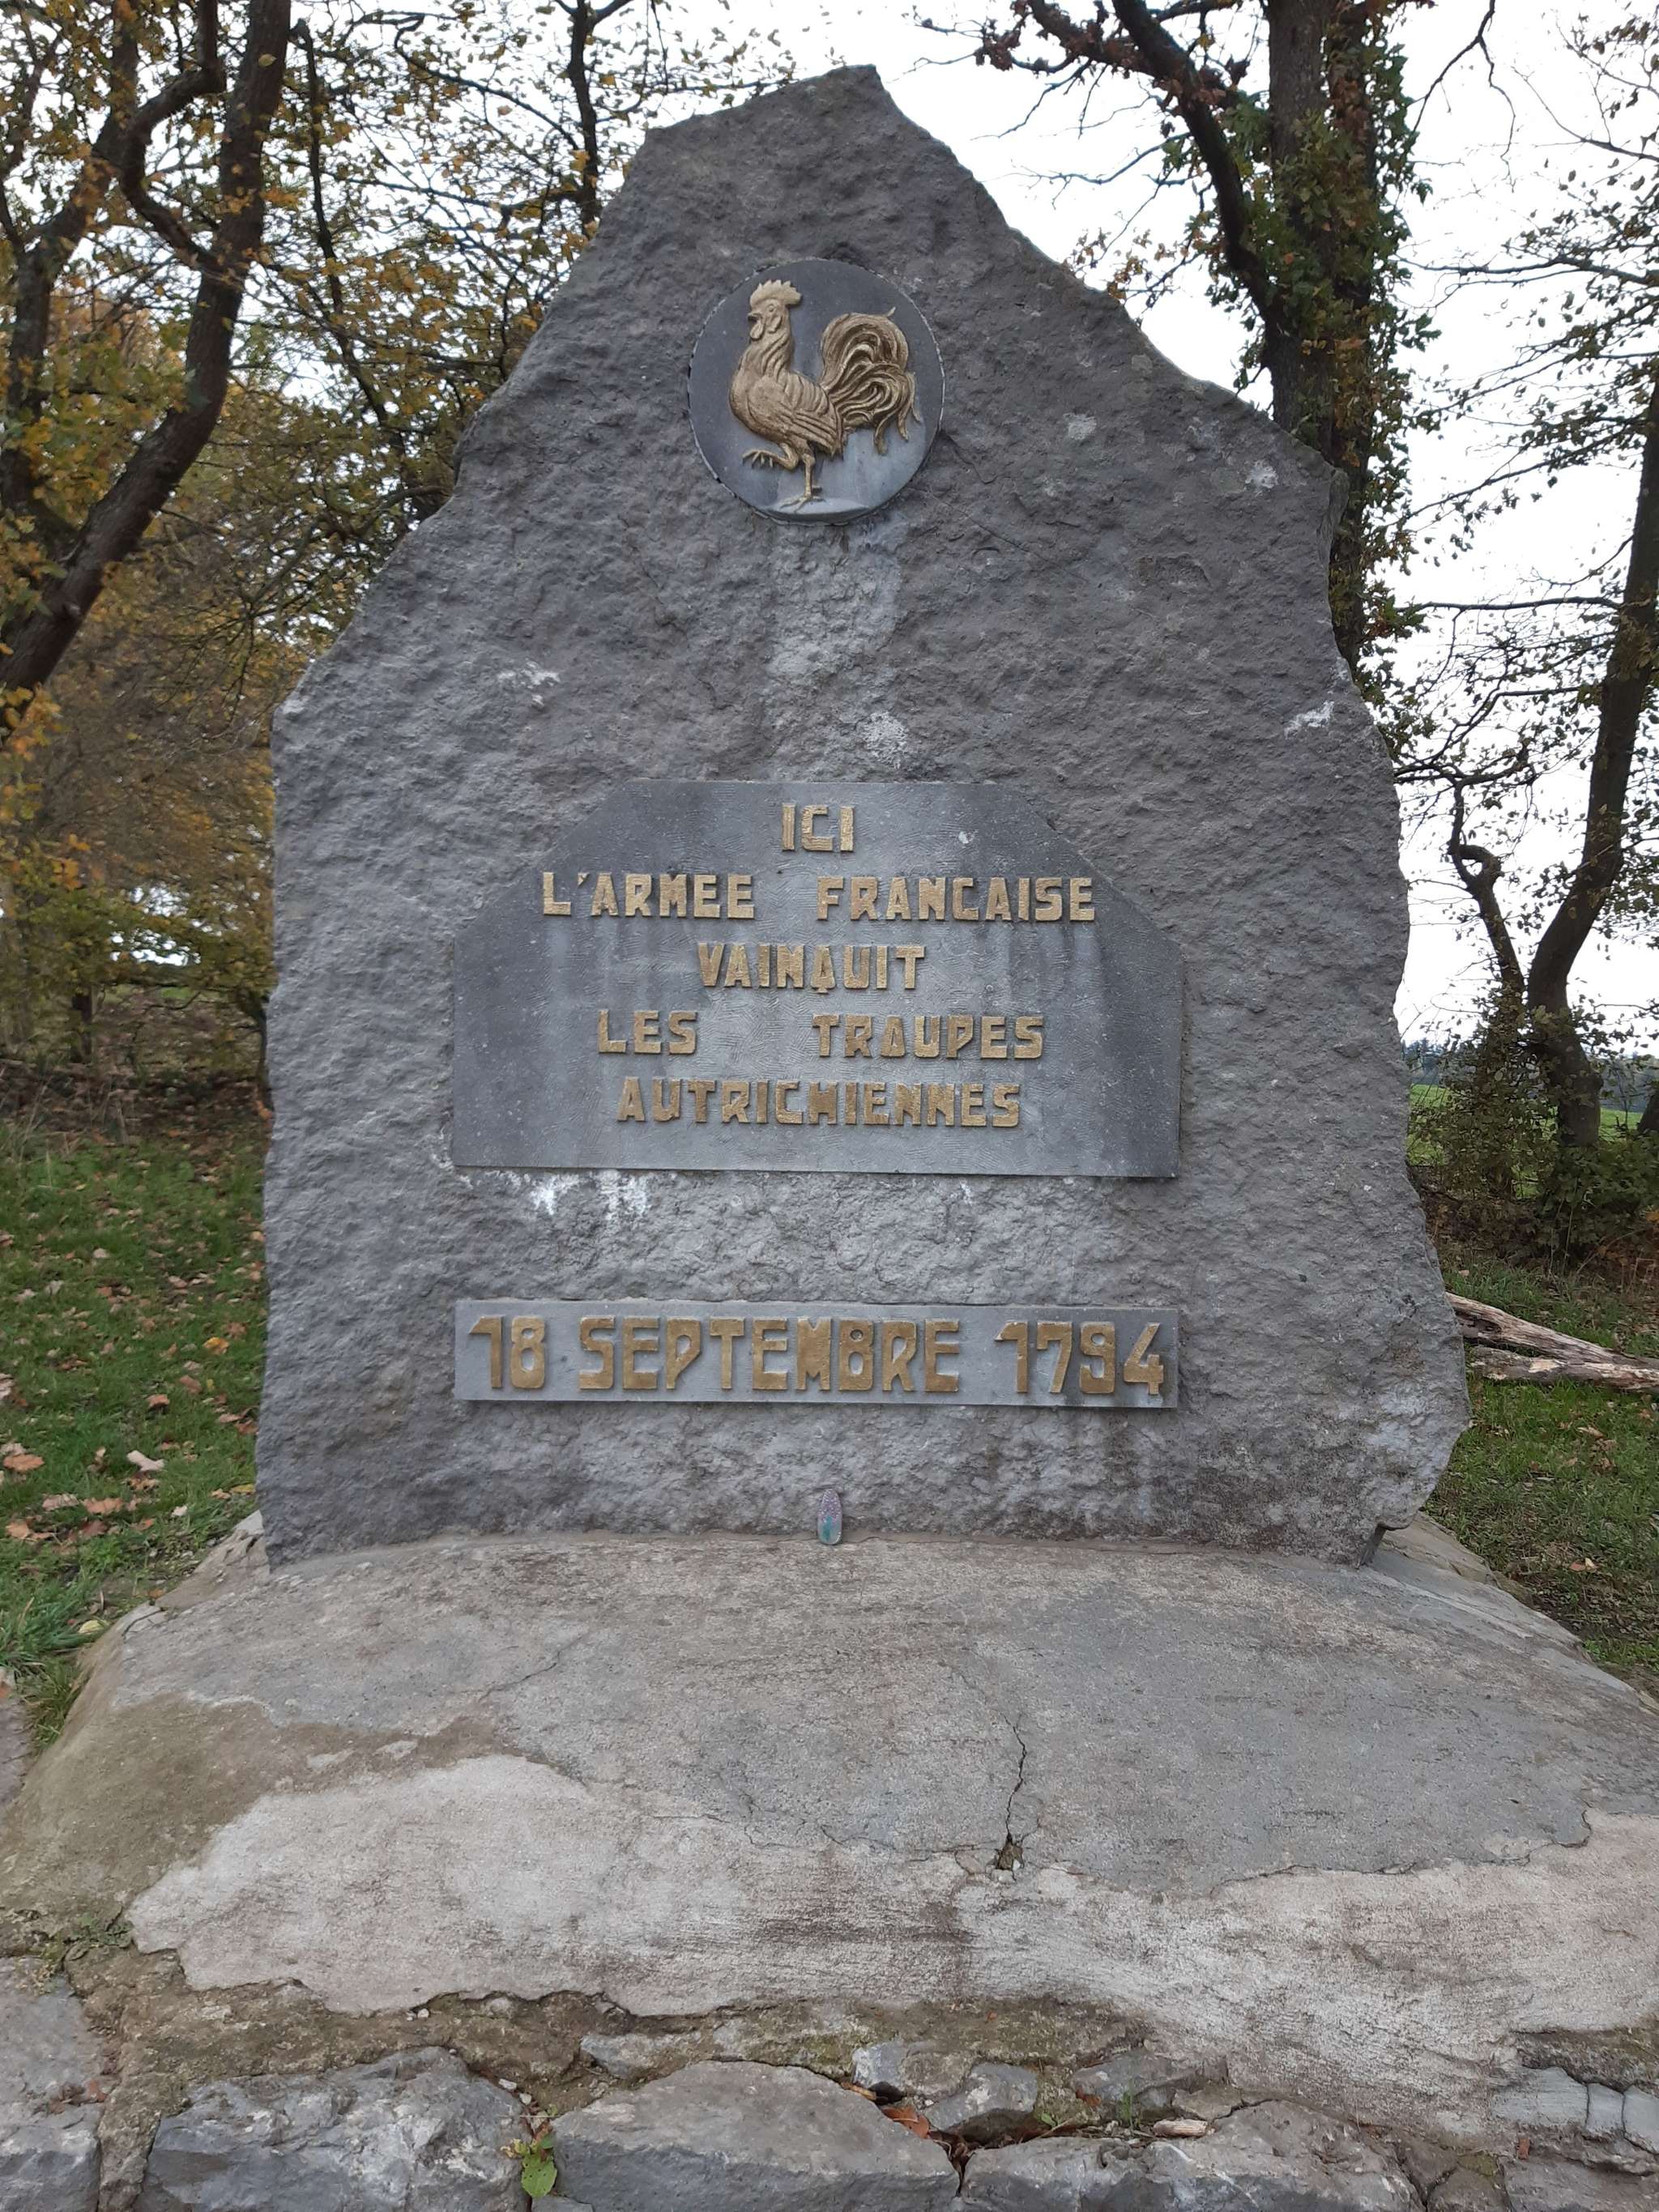 ICI
L'ARMEE FRANCAISE
VAINQUIT
LES TROUPES
AUTRICHIENNES
18 SEPTEMBRE 1794